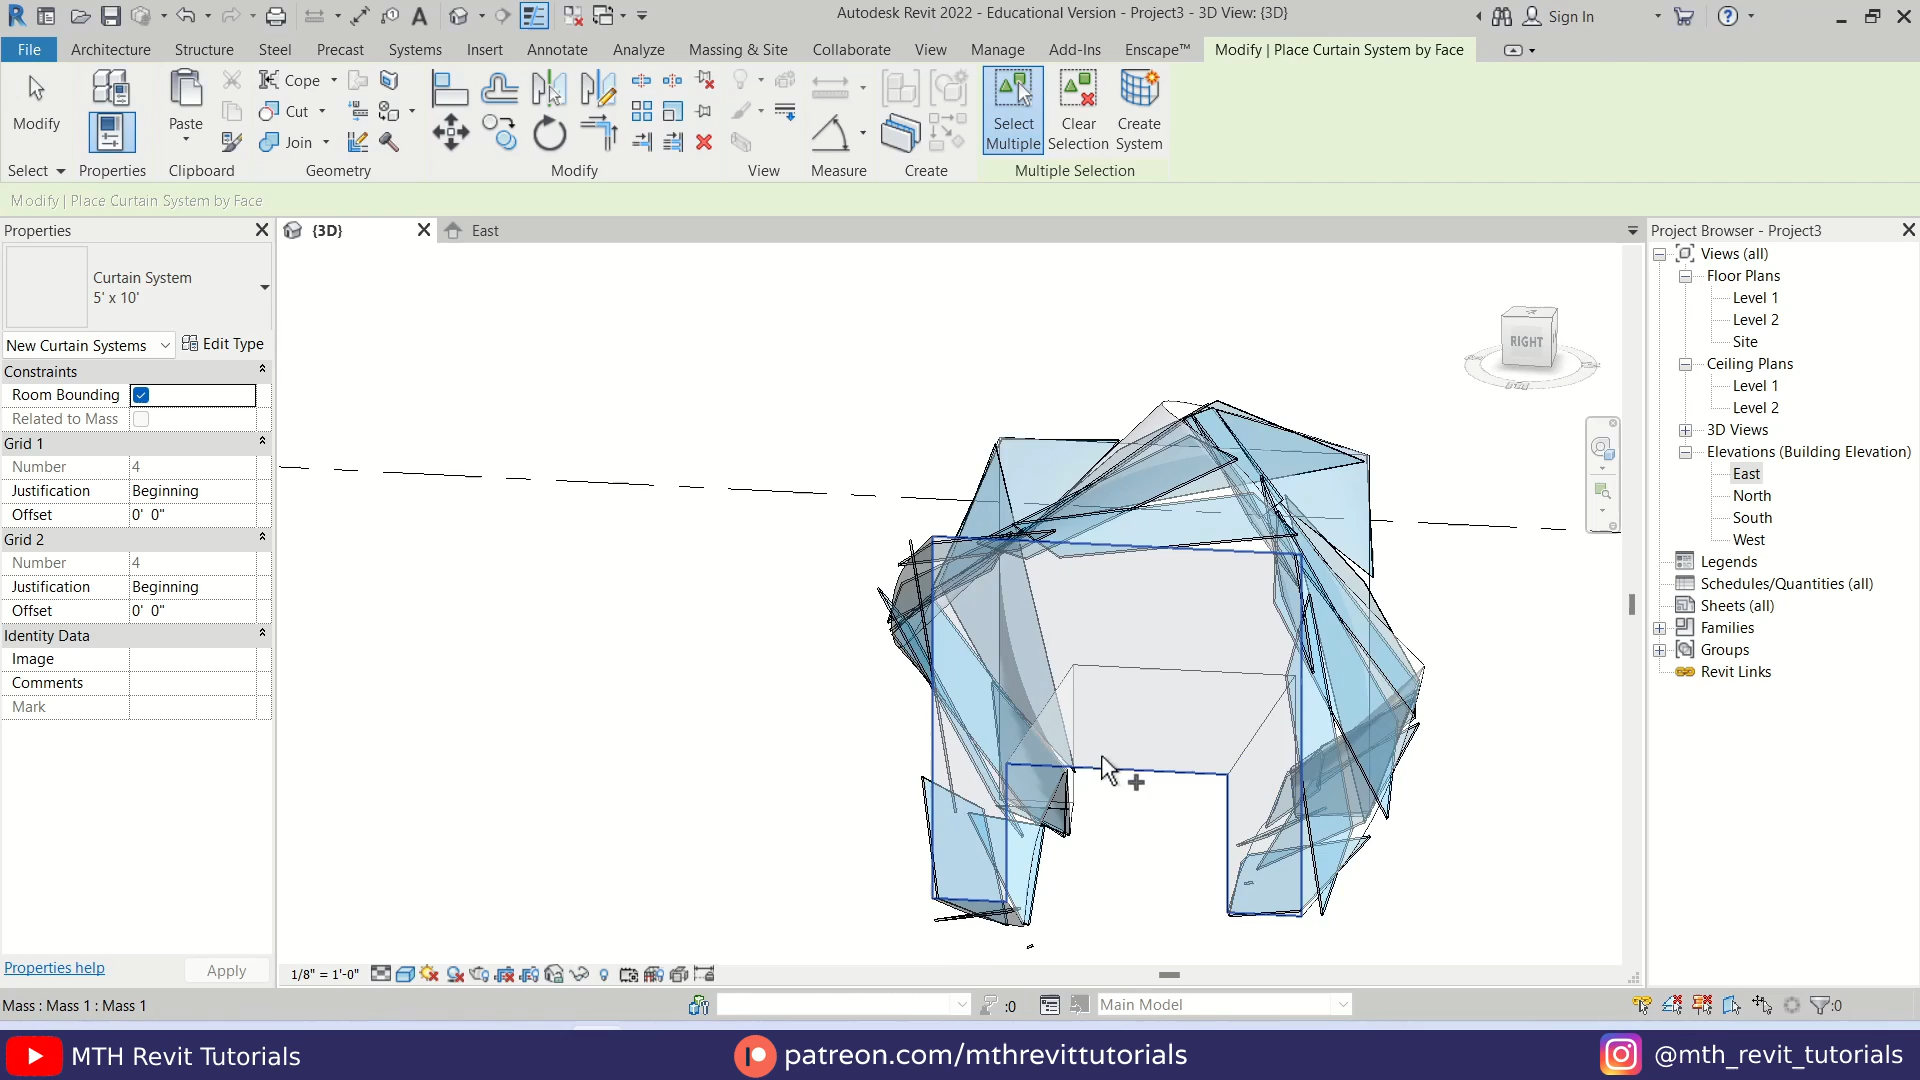 Autodesk Revit 2022 - Educational Version - Project3 - 3D View: {3D}
Sign In
File Architecture Structure Steel Precast Systems Insert Annotate Analyze Massing & Site Collaborate View Manage Add-Ins Enscape™ Modify | Place Curtain System by Face
Modify
Paste
Cope
Cut
Join
Select Multiple
Clear Selection
Create System
Select Properties Clipboard Geometry Modify View Measure Create Multiple Selection
Modify | Place Curtain System by Face
Properties
Curtain System
5' x 10'
New Curtain Systems
Edit Type
Constraints
Room Bounding
Related to Mass
Grid 1
Number 4
Justification Beginning
Offset 0' 0"
Grid 2
Number 4
Justification Beginning
Offset 0' 0"
Identity Data
Image
Comments
Mark
Properties help
Apply
{3D}
East
RIGHT
1/8" = 1'-0"
Project Browser - Project3
Views (all)
Floor Plans
Level 1
Level 2
Site
Ceiling Plans
Level 1
Level 2
3D Views
Elevations (Building Elevation)
East
North
South
West
Legends
Schedules/Quantities (all)
Sheets (all)
Families
Groups
Revit Links
Mass : Mass 1 : Mass 1
:0
Main Model
:0
MTH Revit Tutorials
patreon.com/mthrevittutorials
@mth_revit_tutorials